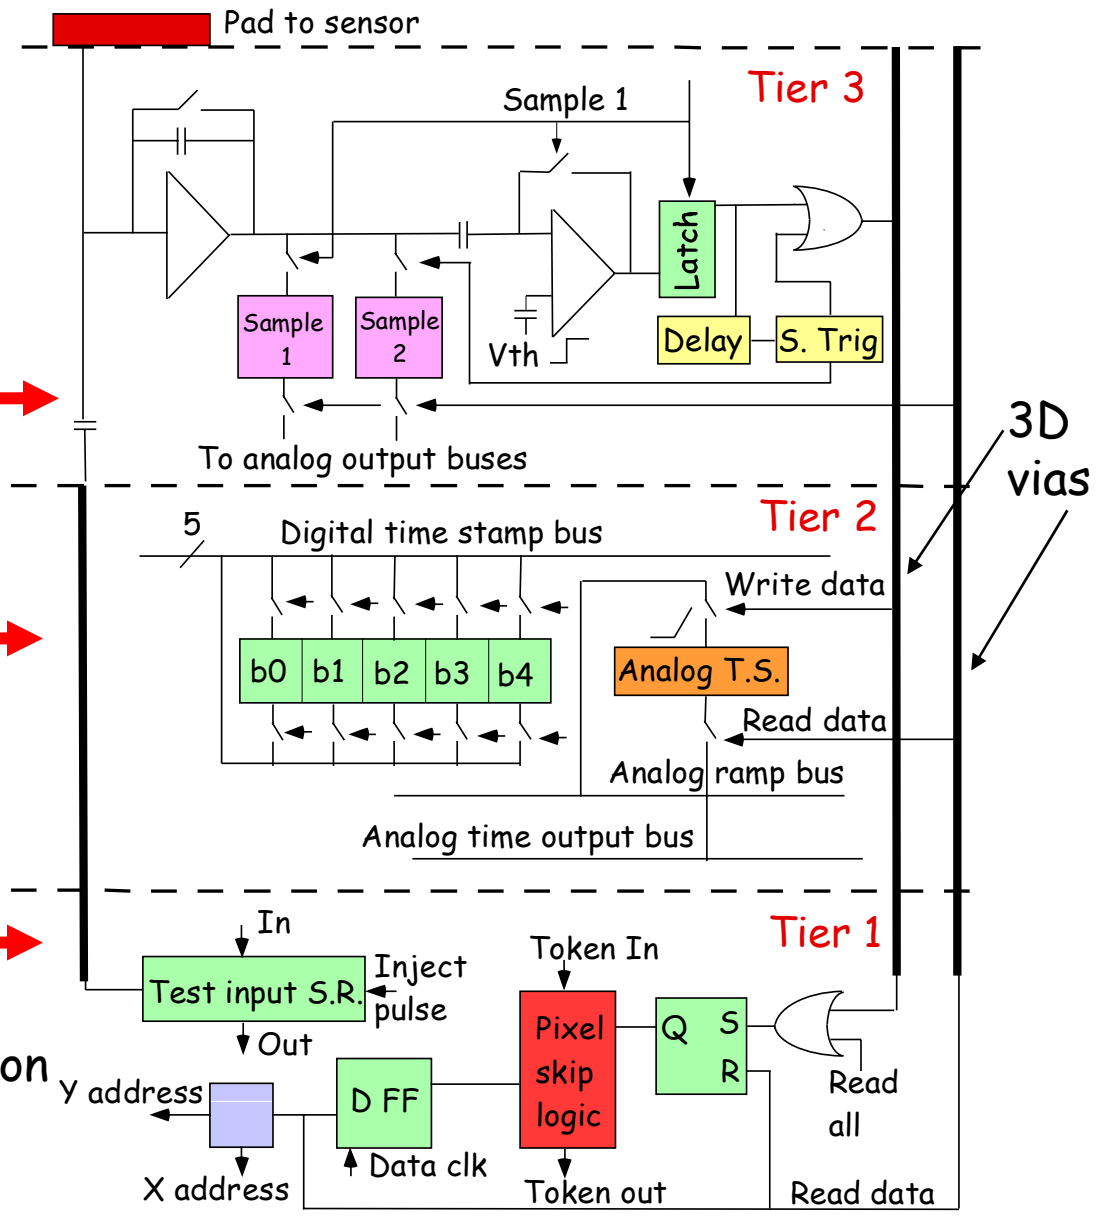 Pad to sensor
Tier 3
Sample 1
Latch
Sample
1
Sample
2
Vth
Delay
S. Trig
To analog output buses
3D
vias
Tier 2
5
Digital time stamp bus
Write data
b0 b1 b2 b3 b4
Analog T.S.
Read data
Analog ramp bus
Analog time output bus
Tier 1
In
Token In
Test input S.R.
Inject
pulse
Out
Pixel
skip
logic
Q S
R
Read
all
on
Y address
D FF
Data clk
X address
Token out
Read data